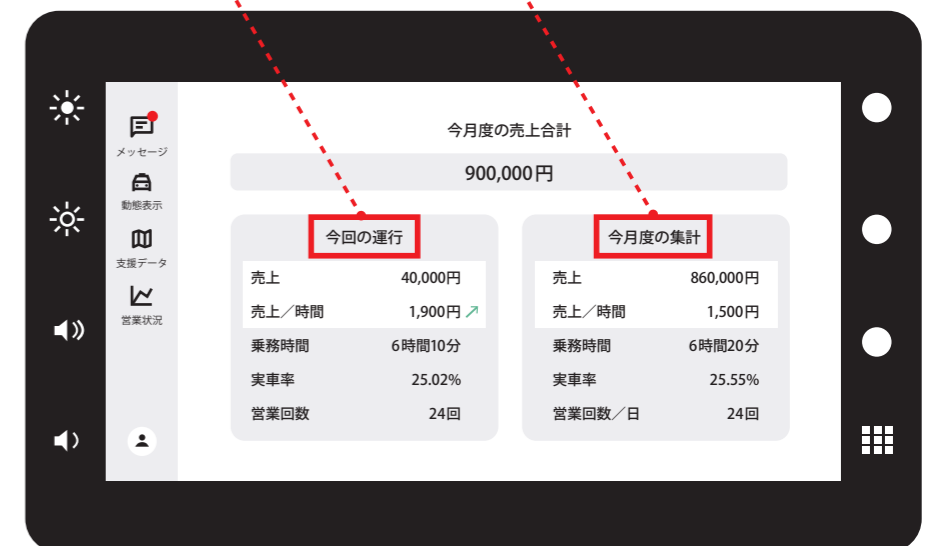 メッセージ
動態表示
支援データ
営業状況
今月度の売上合計
900,000円
今回の運行
売上 40,000円
売上／時間 1,900円
乗務時間 6時間10分
実車率 25.02%
営業回数 24回
今月度の集計
売上 860,000円
売上／時間 1,500円
乗務時間 6時間20分
実車率 25.55%
営業回数／日 24回